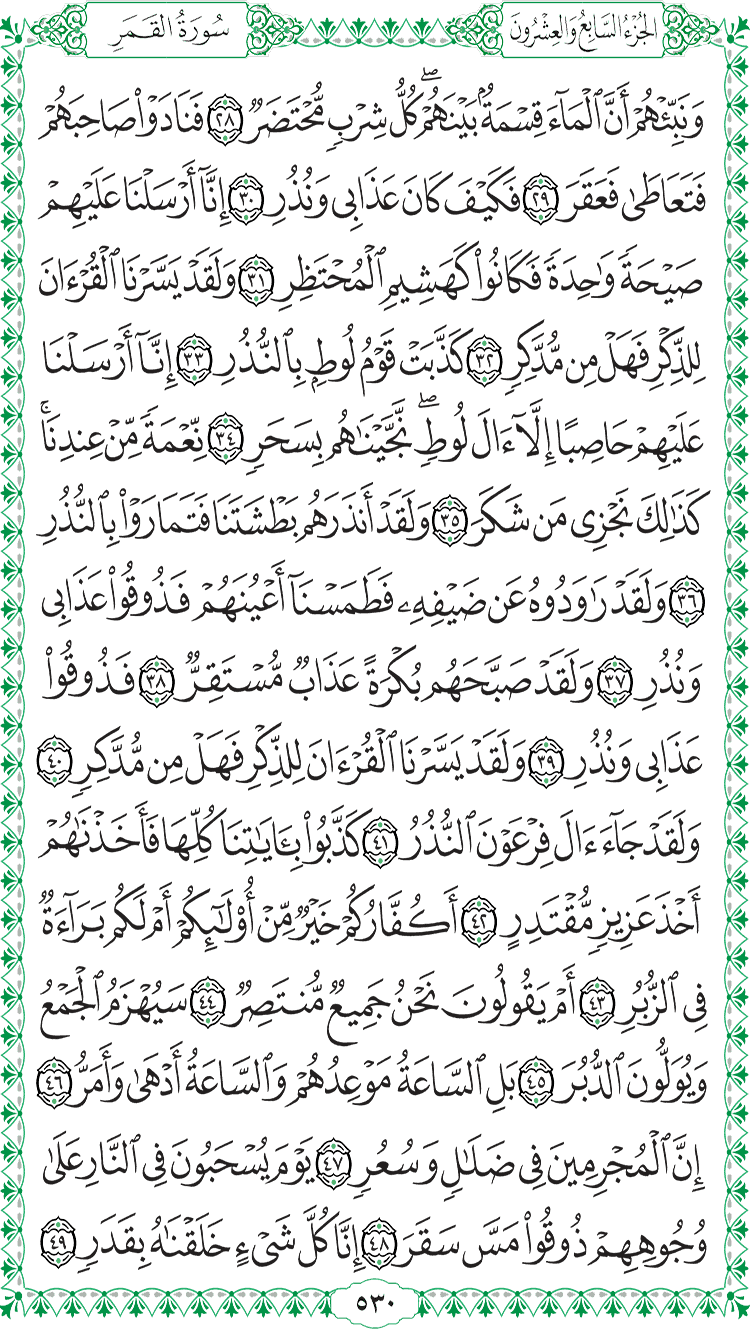 الجُزْءُ السَّابِعُ وَالعِشْرُونَ
سُورَةُ القَمَرِ
وَنَبِّئْهُمْ أَنَّ ٱلْمَآءَ قِسْمَةٌۢ بَيْنَهُمْۖ كُلُّ شِرْبٖ مُّحْتَضَرٞ ٢٨ فَنَادَوْاْ صَاحِبَهُمْ
فَتَعَاطَىٰ فَعَقَرَ ٢٩ فَكَيْفَ كَانَ عَذَابِي وَنُذُرِ ٣٠ إِنَّآ أَرْسَلْنَا عَلَيْهِمْ
صَيْحَةٗ وَٰحِدَةٗ فَكَانُواْ كَهَشِيمِ ٱلْمُحْتَظِرِ ٣١ وَلَقَدْ يَسَّرْنَا ٱلْقُرْءَانَ
لِلذِّكْرِ فَهَلْ مِن مُّدَّكِرٖ ٣٢ كَذَّبَتْ قَوْمُ لُوطِۭ بِٱلنُّذُرِ ٣٣ إِنَّآ أَرْسَلْنَا
عَلَيْهِمْ حَاصِبًا إِلَّآ ءَالَ لُوطٖۖ نَّجَّيْنَٰهُم بِسَحَرٖ ٣٤ نِّعْمَةٗ مِّنْ عِندِنَاۚ
كَذَٰلِكَ نَجْزِي مَن شَكَرَ ٣٥ وَلَقَدْ أَنذَرَهُم بَطْشَتَنَا فَتَمَارَوْاْ بِٱلنُّذُرِ
٣٦ وَلَقَدْ رَٰوَدُوهُ عَن ضَيْفِهِۦ فَطَمَسْنَآ أَعْيُنَهُمْ فَذُوقُواْ عَذَابِي
وَنُذُرِ ٣٧ وَلَقَدْ صَبَّحَهُم بُكْرَةً عَذَابٞ مُّسْتَقِرّٞ ٣٨ فَذُوقُواْ
عَذَابِي وَنُذُرِ ٣٩ وَلَقَدْ يَسَّرْنَا ٱلْقُرْءَانَ لِلذِّكْرِ فَهَلْ مِن مُّدَّكِرٖ ٤٠
وَلَقَدْ جَآءَ ءَالَ فِرْعَوْنَ ٱلنُّذُرُ ٤١ كَذَّبُواْ بِـَٔايَٰتِنَا كُلِّهَا فَأَخَذْنَٰهُمْ
أَخْذَ عَزِيزٖ مُّقْتَدِرٍ ٤٢ أَكُفَّارُكُمْ خَيْرٞ مِّنْ أُوْلَٰٓئِكُمْ أَمْ لَكُم بَرَآءَةٞ
فِي ٱلزُّبُرِ ٤٣ أَمْ يَقُولُونَ نَحْنُ جَمِيعٞ مُّنتَصِرٞ ٤٤ سَيُهْزَمُ ٱلْجَمْعُ
وَيُوَلُّونَ ٱلدُّبُرَ ٤٥ بَلِ ٱلسَّاعَةُ مَوْعِدُهُمْ وَٱلسَّاعَةُ أَدْهَىٰ وَأَمَرُّ ٤٦
إِنَّ ٱلْمُجْرِمِينَ فِي ضَلَٰلٖ وَسُعُرٖ ٤٧ يَوْمَ يُسْحَبُونَ فِي ٱلنَّارِ عَلَىٰ
وُجُوهِهِمْ ذُوقُواْ مَسَّ سَقَرَ ٤٨ إِنَّا كُلَّ شَيْءٍ خَلَقْنَٰهُ بِقَدَرٖ ٤٩
٥٣٠